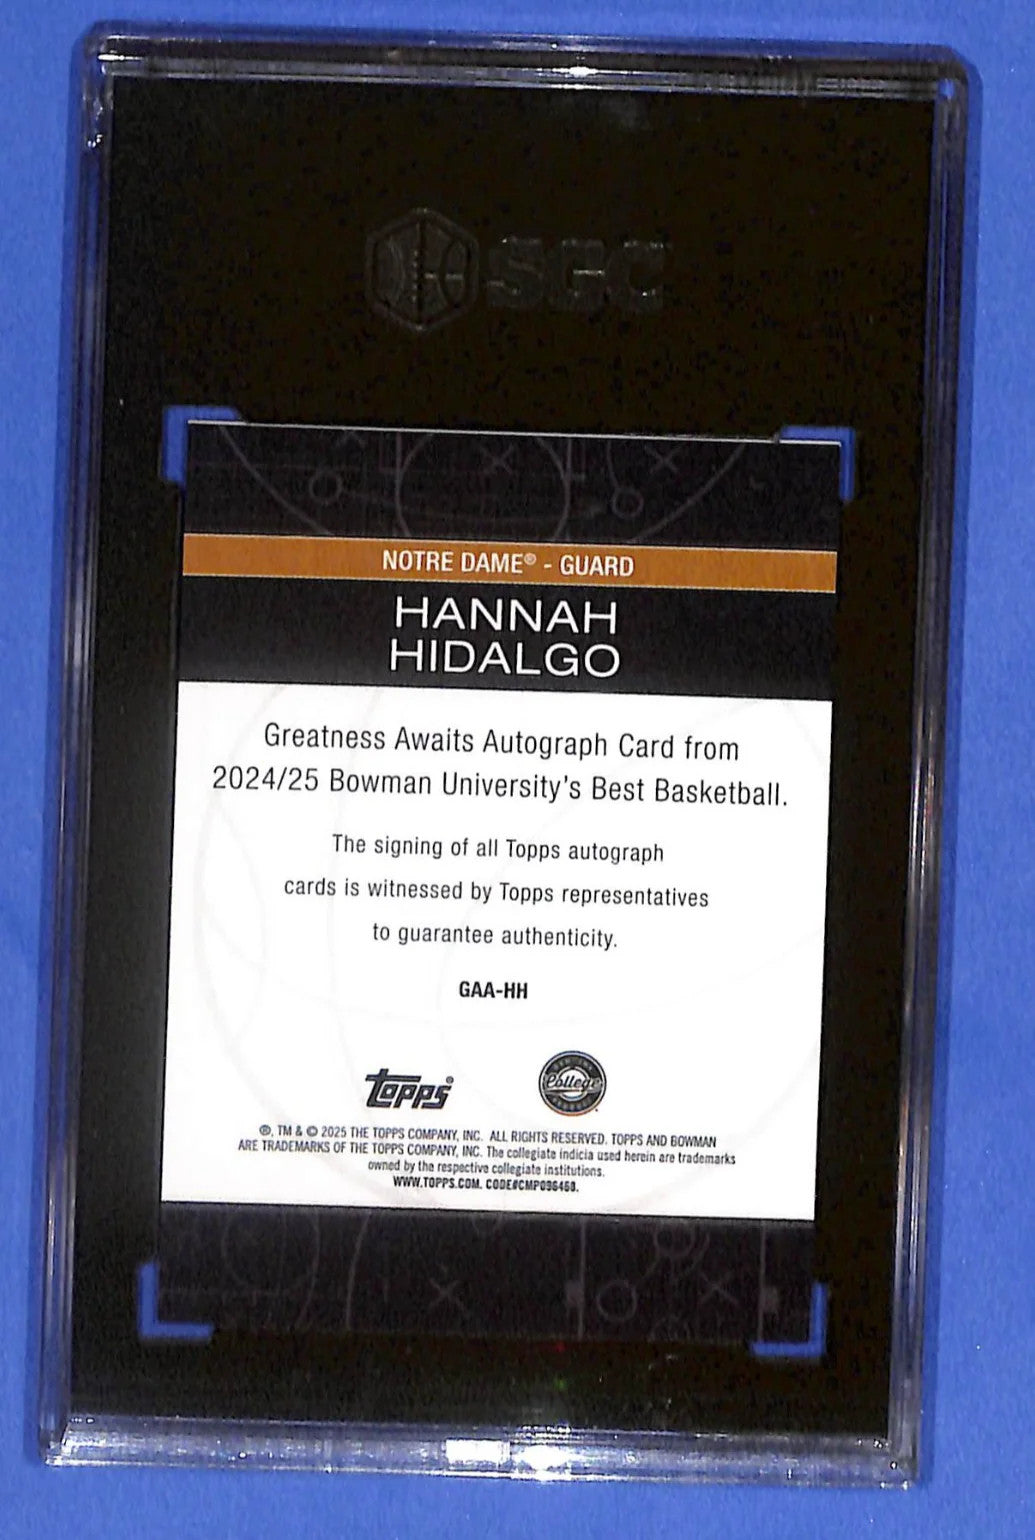 SGC
NOTRE DAME® - GUARD
HANNAH
HIDALGO
Greatness Awaits Autograph Card from
2024/25 Bowman University's Best Basketball.
The signing of all Topps autograph
cards is witnessed by Topps representatives
to guarantee authenticity.
GAA-HH
topps®
College
®, TM & © 2025 THE TOPPS COMPANY, INC. ALL RIGHTS RESERVED. TOPPS AND BOWMAN
ARE TRADEMARKS OF THE TOPPS COMPANY, INC. The collegiate indicia used herein are trademarks
owned by the respective collegiate institutions.
WWW.TOPPS.COM. CODE#CMP096460.